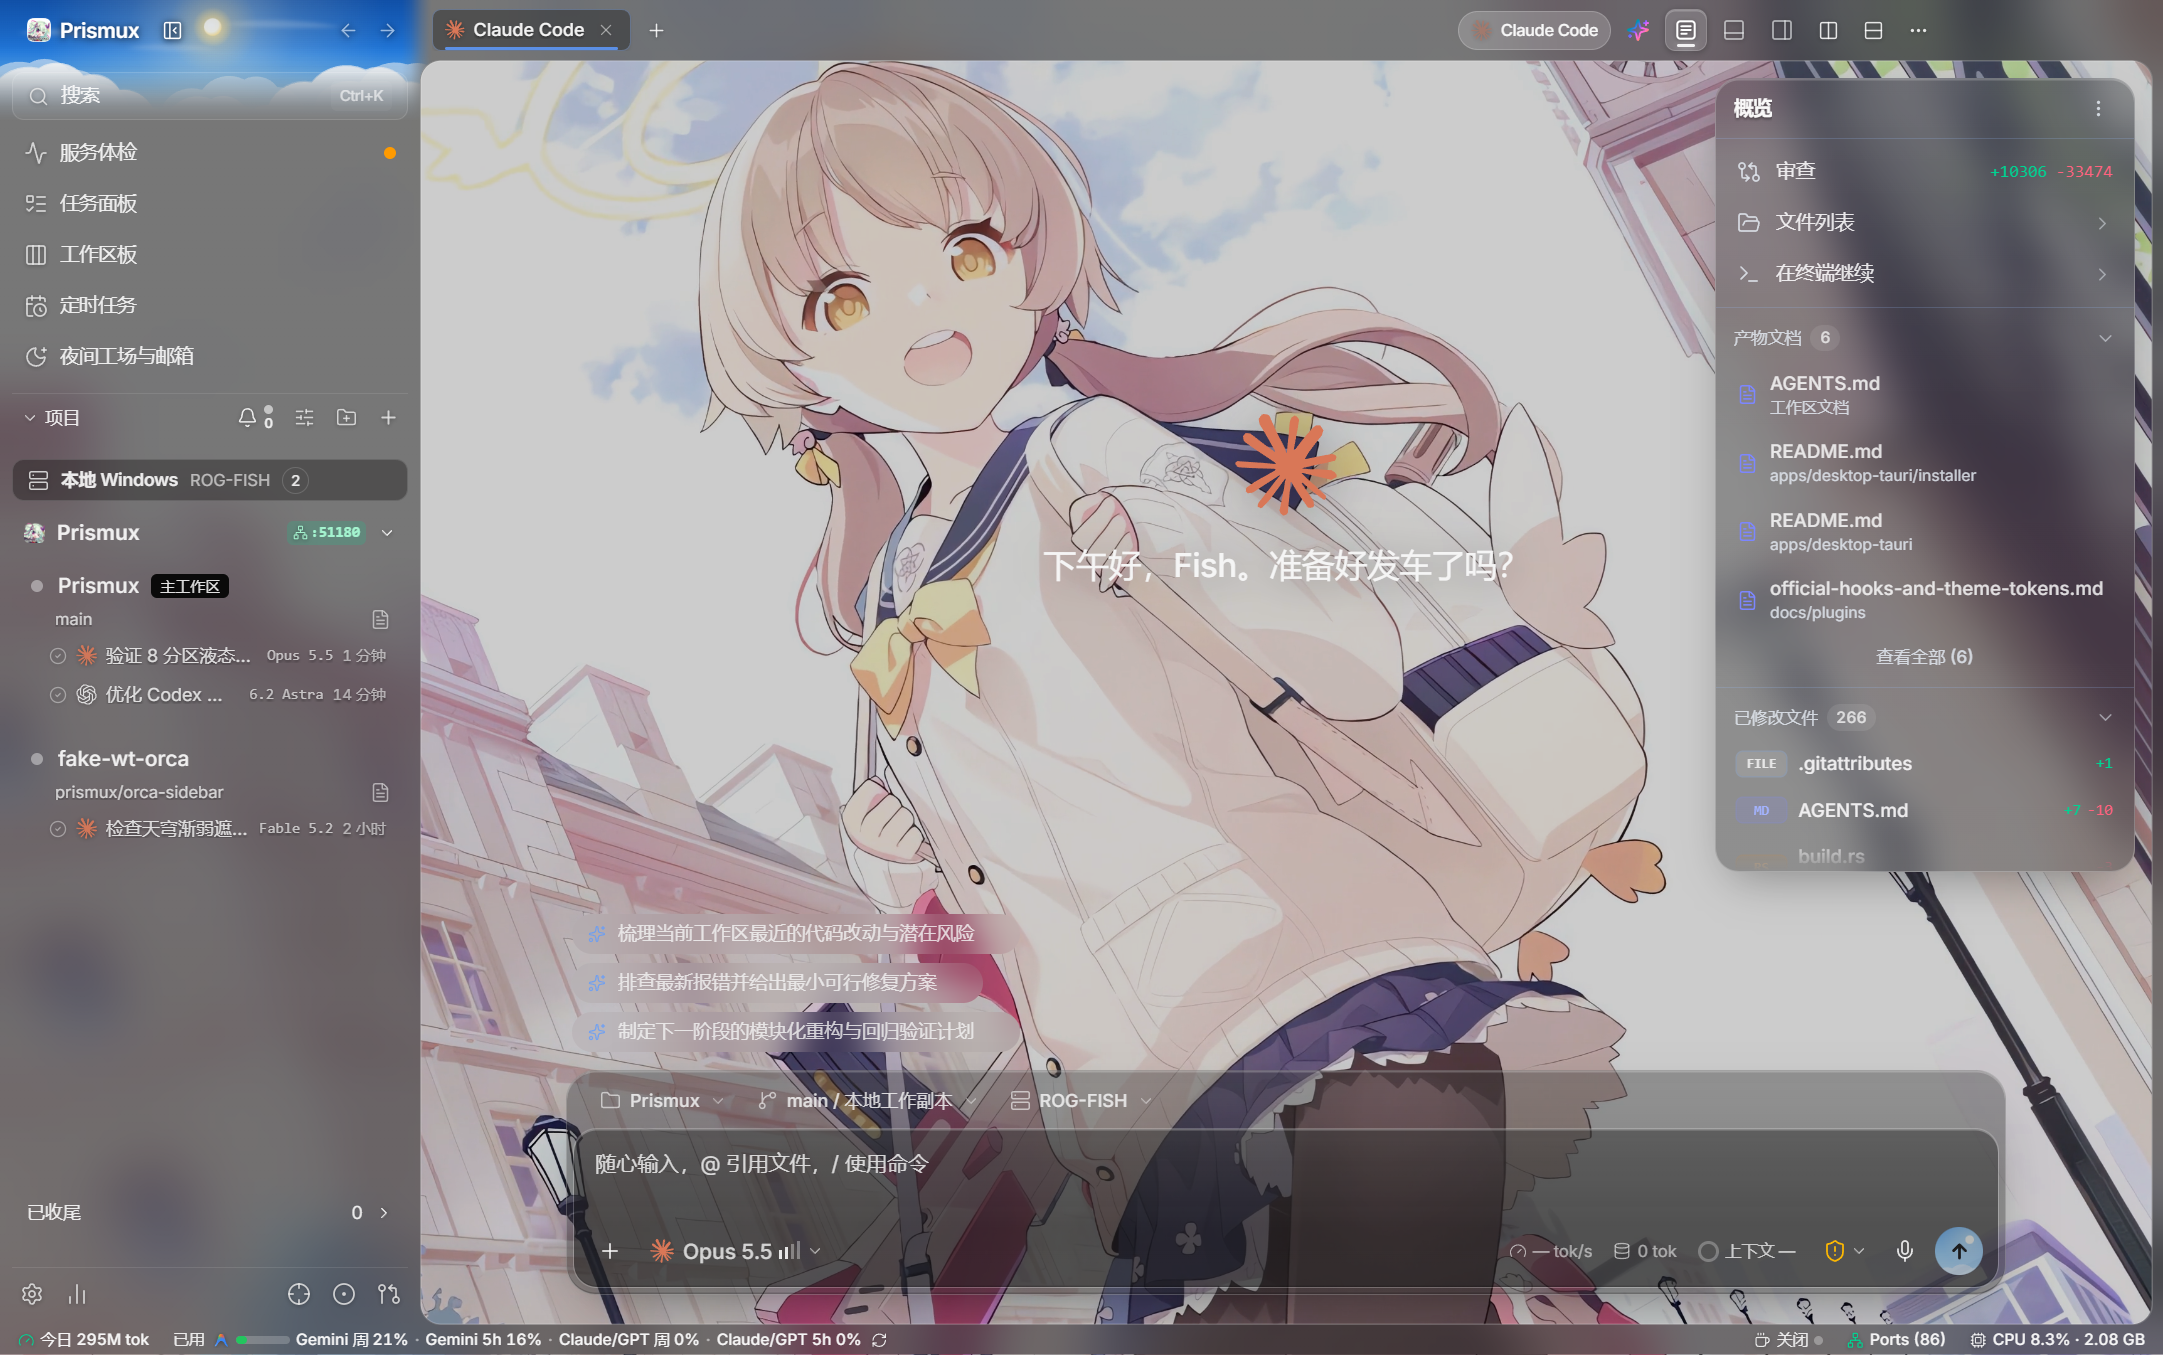 Prismux
搜索 Ctrl+K
服务体检
任务面板
工作区板
定时任务
夜间工场与邮箱
项目 0
本地 Windows ROG-FISH 2
Prismux :51180
Prismux 主工作区
main
验证 8 分区液态... Opus 5.5 1 分钟
优化 Codex ... 6.2 Astra 14 分钟
fake-wt-orca
prismux/orca-sidebar
检查天穹渐弱遮... Fable 5.2 2 小时
已收尾 0
Claude Code
Claude Code
下午好，Fish。准备好发车了吗？
梳理当前工作区最近的代码改动与潜在风险
排查最新报错并给出最小可行修复方案
制定下一阶段的模块化重构与回归验证计划
Prismux main / 本地工作副本 ROG-FISH
随心输入，@ 引用文件，/ 使用命令
Opus 5.5 — tok/s 0 tok 上下文 —
概览
审查 +10306 -33474
文件列表
在终端继续
产物文档 6
AGENTS.md
工作区文档
README.md
apps/desktop-tauri/installer
README.md
apps/desktop-tauri
official-hooks-and-theme-tokens.md
docs/plugins
查看全部 (6)
已修改文件 266
FILE .gitattributes +1
MD AGENTS.md +7 -10
build.rs
今日 295M tok 已用 Gemini 周 21% · Gemini 5h 16% · Claude/GPT 周 0% · Claude/GPT 5h 0%
关闭 Ports (86) CPU 8.3% · 2.08 GB